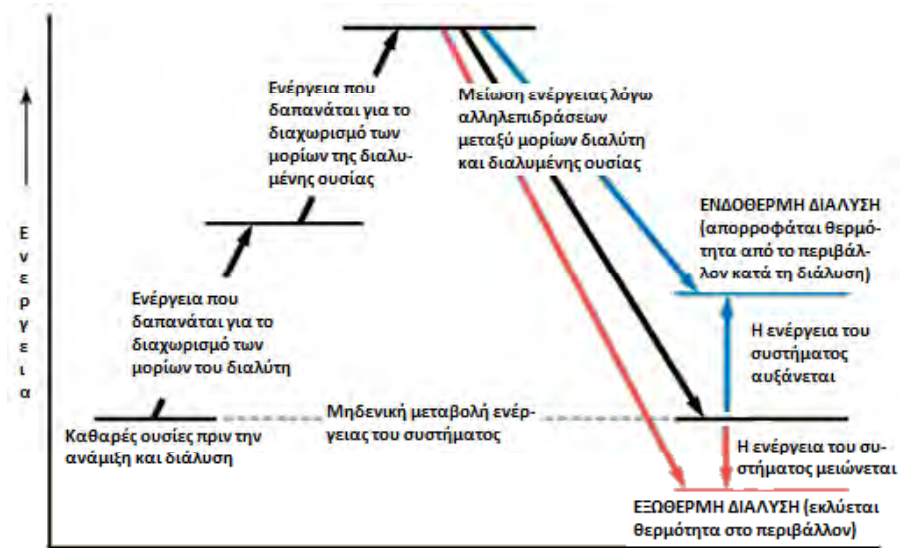 Ενέργεια που
δαπανάται για το
διαχωρισμό των
μορίων της διαλυ-
μένης ουσίας
Μείωση ενέργειας λόγω
αλληλεπιδράσεων
μεταξύ μορίων διαλύτη
και διαλυμένης ουσίας
ΕΝΔΟΘΕΡΜΗ ΔΙΑΛΥΣΗ
(απορροφάται θερμό-
τητα από το περιβάλ-
λον κατά τη διάλυση)
Ενέργεια
Ενέργεια που
δαπανάται για το
διαχωρισμό των
μορίων του διαλύτη
Η ενέργεια του
συστήματος
αυξάνεται
Μηδενική μεταβολή ενέρ-
γειας του συστήματος
Καθαρές ουσίες πριν την
ανάμιξη και διάλυση
Η ενέργεια του συ-
στήματος μειώνεται
ΕΞΩΘΕΡΜΗ ΔΙΑΛΥΣΗ (εκλύεται
θερμότητα στο περιβάλλον)